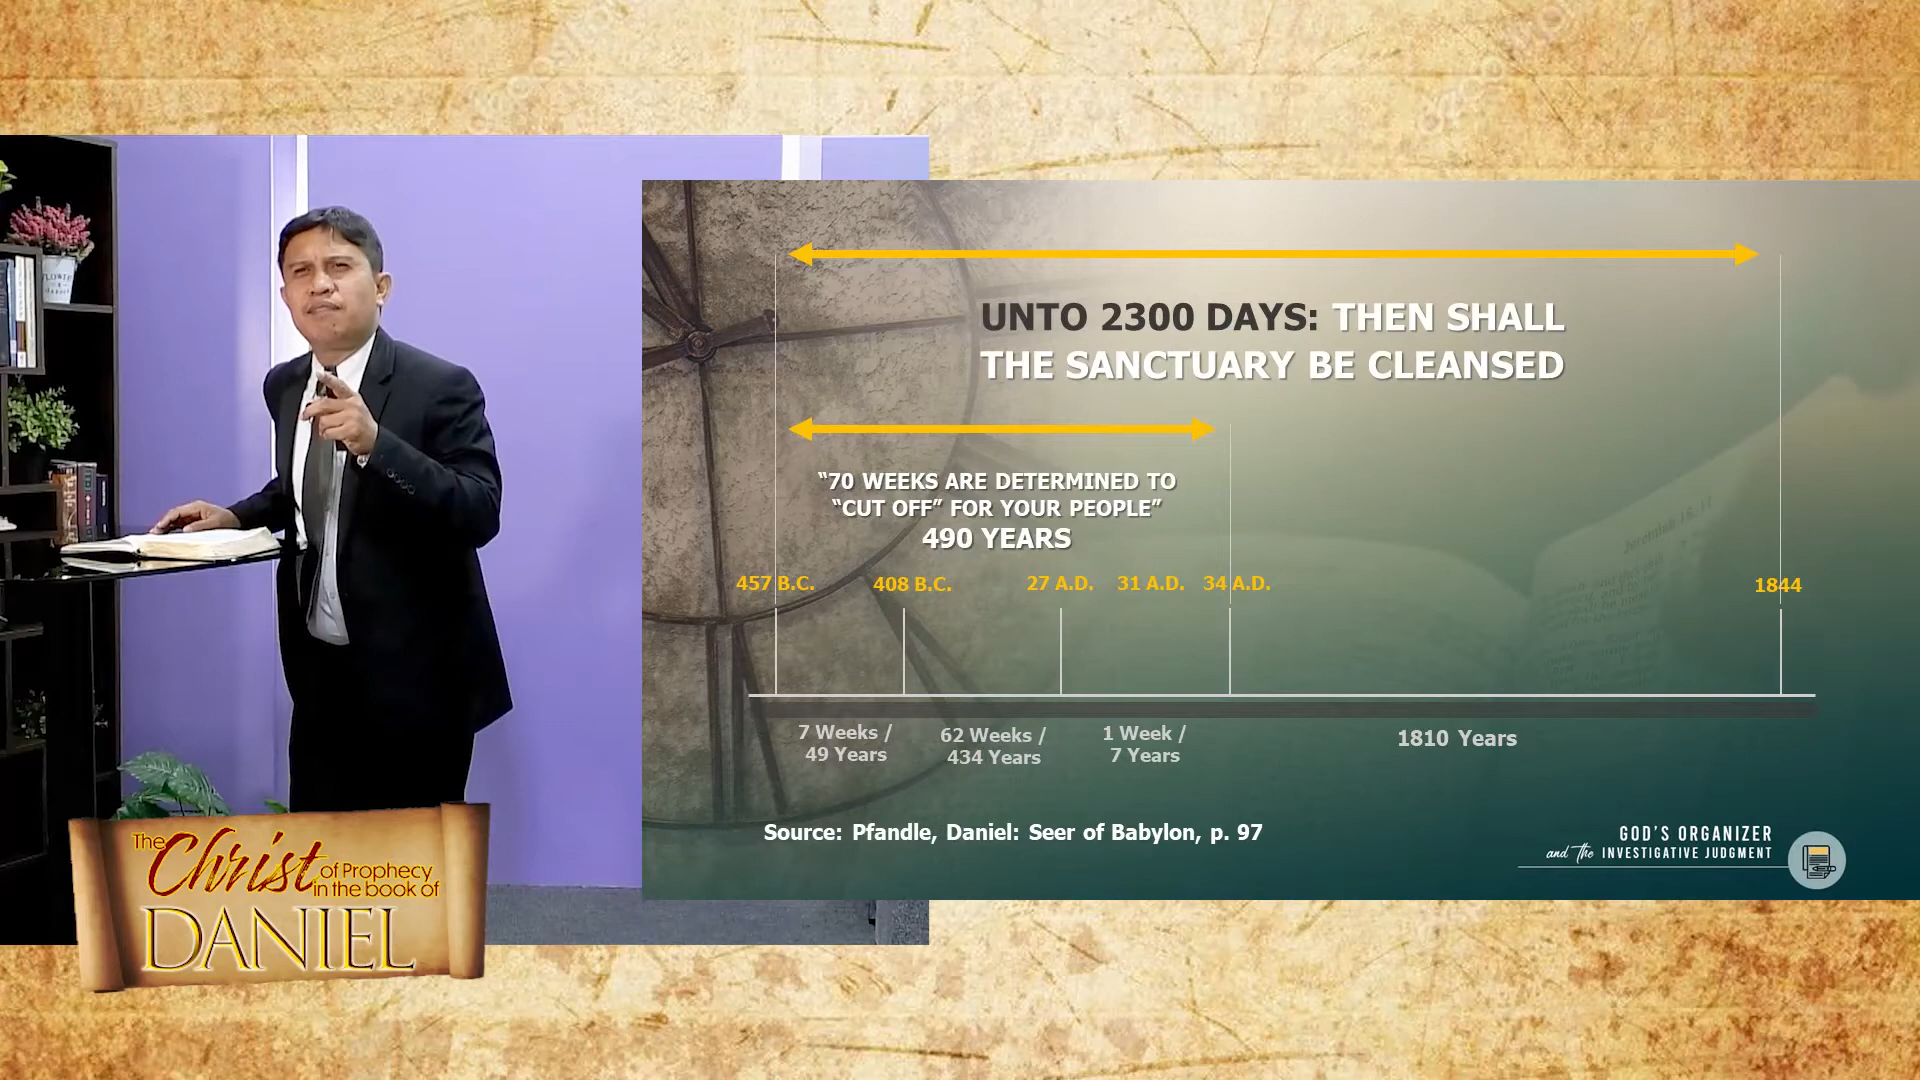 UNTO 2300 DAYS: THEN SHALL
THE SANCTUARY BE CLEANSED
“70 WEEKS ARE DETERMINED TO
“CUT OFF” FOR YOUR PEOPLE”
490 YEARS
457 B.C. 408 B.C. 27 A.D. 31 A.D. 34 A.D. 1844
7 Weeks /
49 Years
62 Weeks /
434 Years
1 Week /
7 Years
1810 Years
Source: Pfandle, Daniel: Seer of Babylon, p. 97
GOD'S ORGANIZER
and The INVESTIGATIVE JUDGMENT
The Christ of Prophecy
in the book of
DANIEL
Jeremiah 18, 11